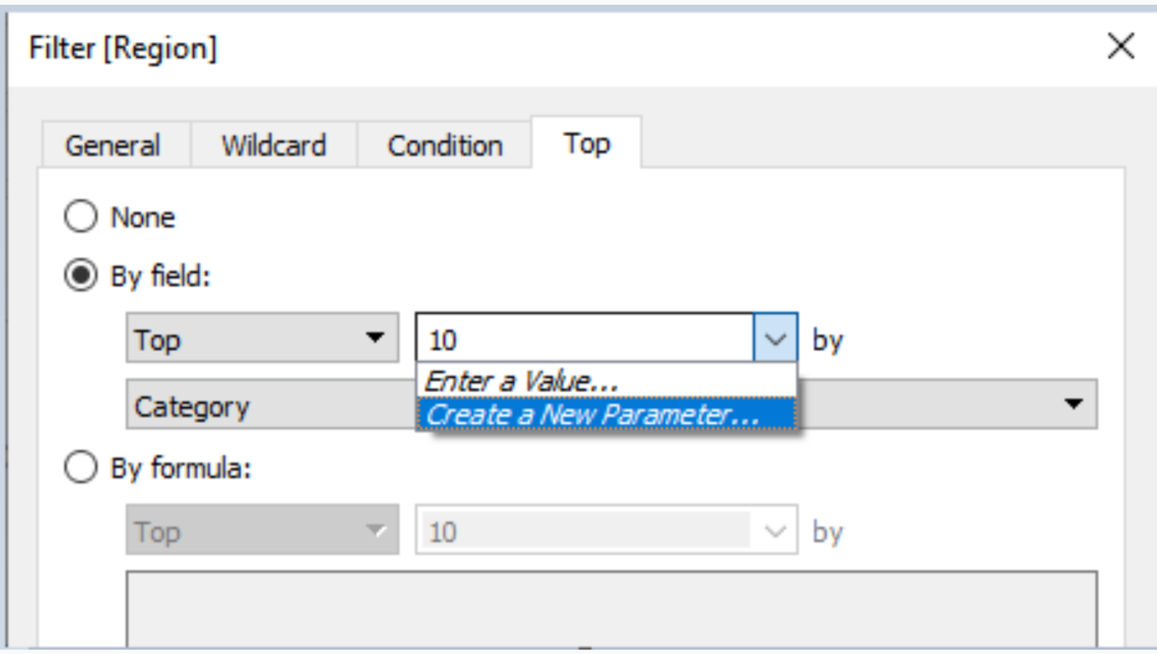 Filter [Region]
General Wildcard Condition Top
None
By field:
Top 10 by
Enter a Value...
Category Create a New Parameter...
By formula:
Top 10 by